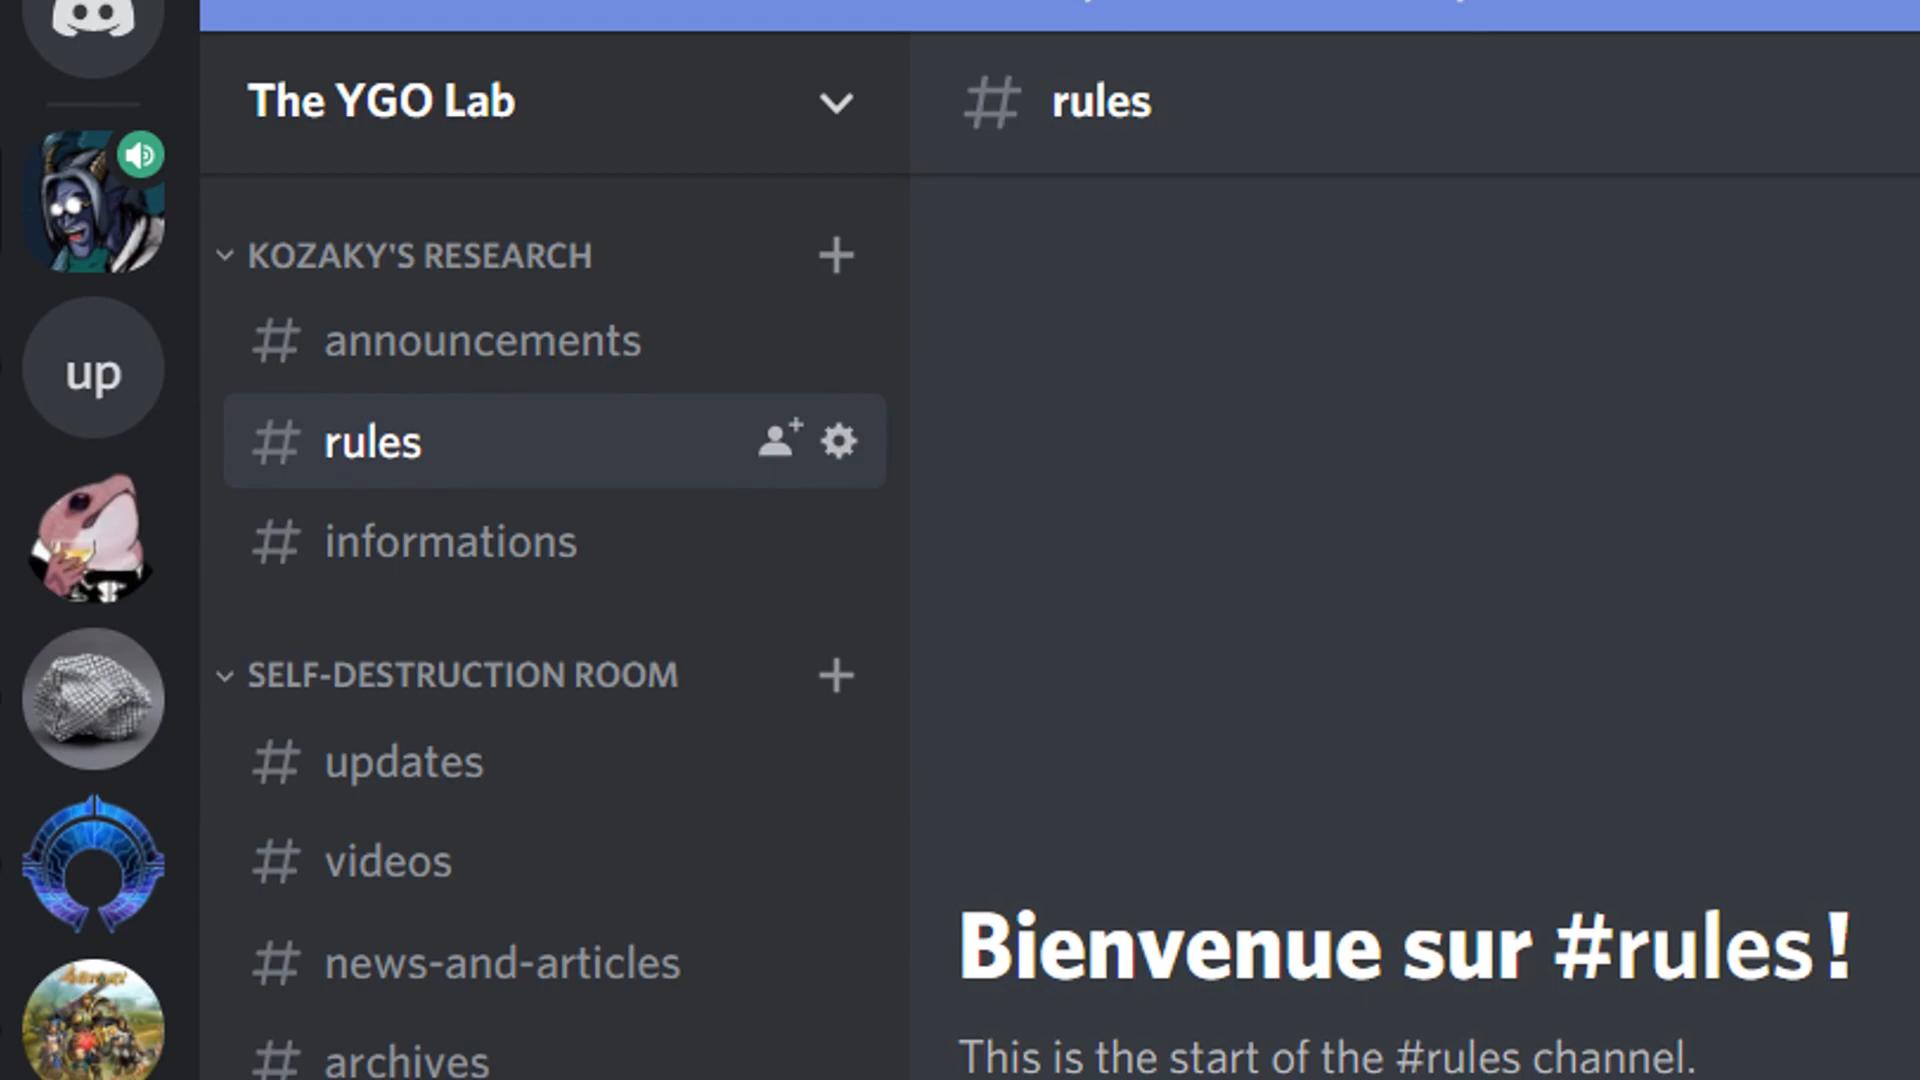 The YGO Lab
# rules
KOZAKY'S RESEARCH
# announcements
up
# rules
# informations
SELF-DESTRUCTION ROOM
# updates
# videos
# news-and-articles
# archives
Bienvenue sur #rules !
This is the start of the #rules channel.